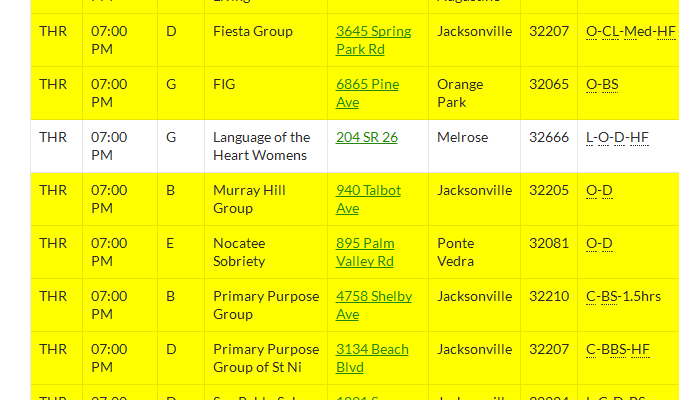 THR 07:00 PM D Fiesta Group 3645 Spring Park Rd Jacksonville 32207 O-CL-Med-HF
THR 07:00 PM G FIG 6865 Pine Ave Orange Park 32065 O-BS
THR 07:00 PM G Language of the Heart Womens 204 SR 26 Melrose 32666 L-O-D-HF
THR 07:00 PM B Murray Hill Group 940 Talbot Ave Jacksonville 32205 O-D
THR 07:00 PM E Nocatee Sobriety 895 Palm Valley Rd Ponte Vedra 32081 O-D
THR 07:00 PM B Primary Purpose Group 4758 Shelby Ave Jacksonville 32210 C-BS-1.5hrs
THR 07:00 PM D Primary Purpose Group of St Ni 3134 Beach Blvd Jacksonville 32207 C-BBS-HF